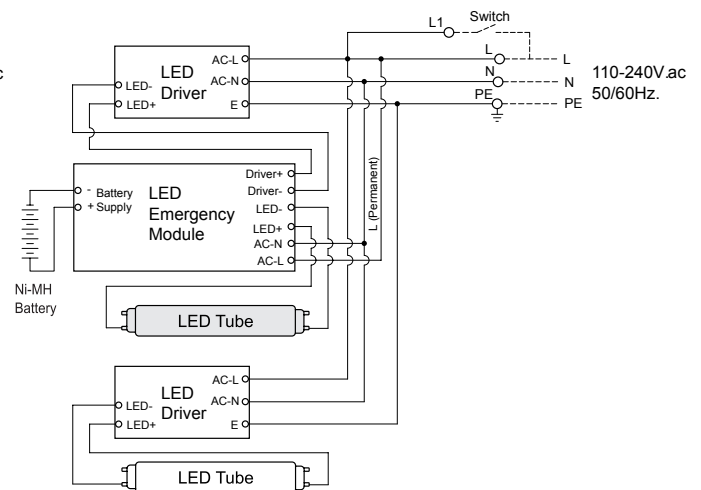 L1
Switch
L
L
N
N
PE
PE
110-240V.ac
50/60Hz.
c
LED
Driver
AC-L
AC-N
E
LED-
LED+
L (Permanent)
- Battery
+ Supply
LED
Emergency
Module
Driver+
Driver-
LED-
LED+
AC-N
AC-L
Ni-MH
Battery
LED Tube
LED
Driver
AC-L
AC-N
E
LED-
LED+
LED Tube